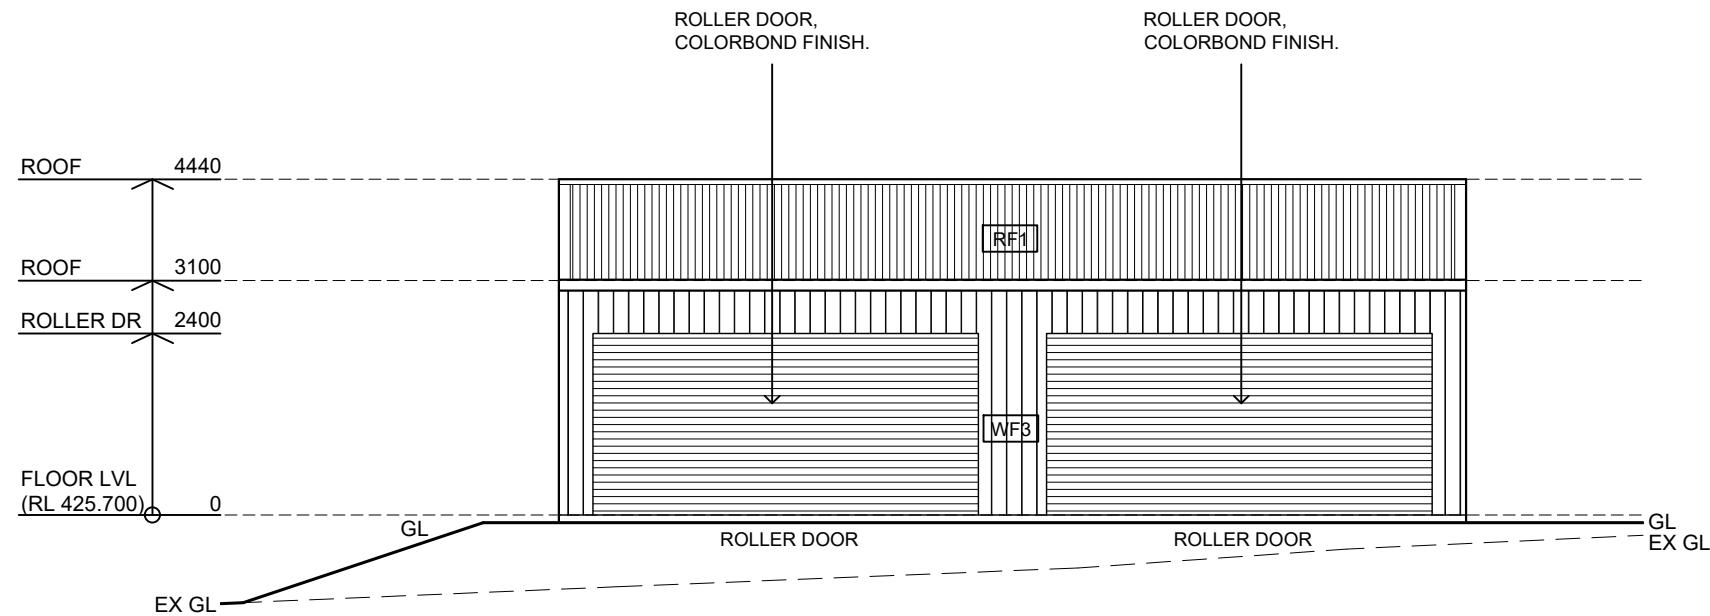 ROLLER DOOR,
COLORBOND FINISH.
ROLLER DOOR,
COLORBOND FINISH.
ROOF 4440
RF1
ROOF 3100
ROLLER DR 2400
WF3
FLOOR LVL
(RL 425.700) 0
GL
ROLLER DOOR
ROLLER DOOR
GL
EX GL
EX GL